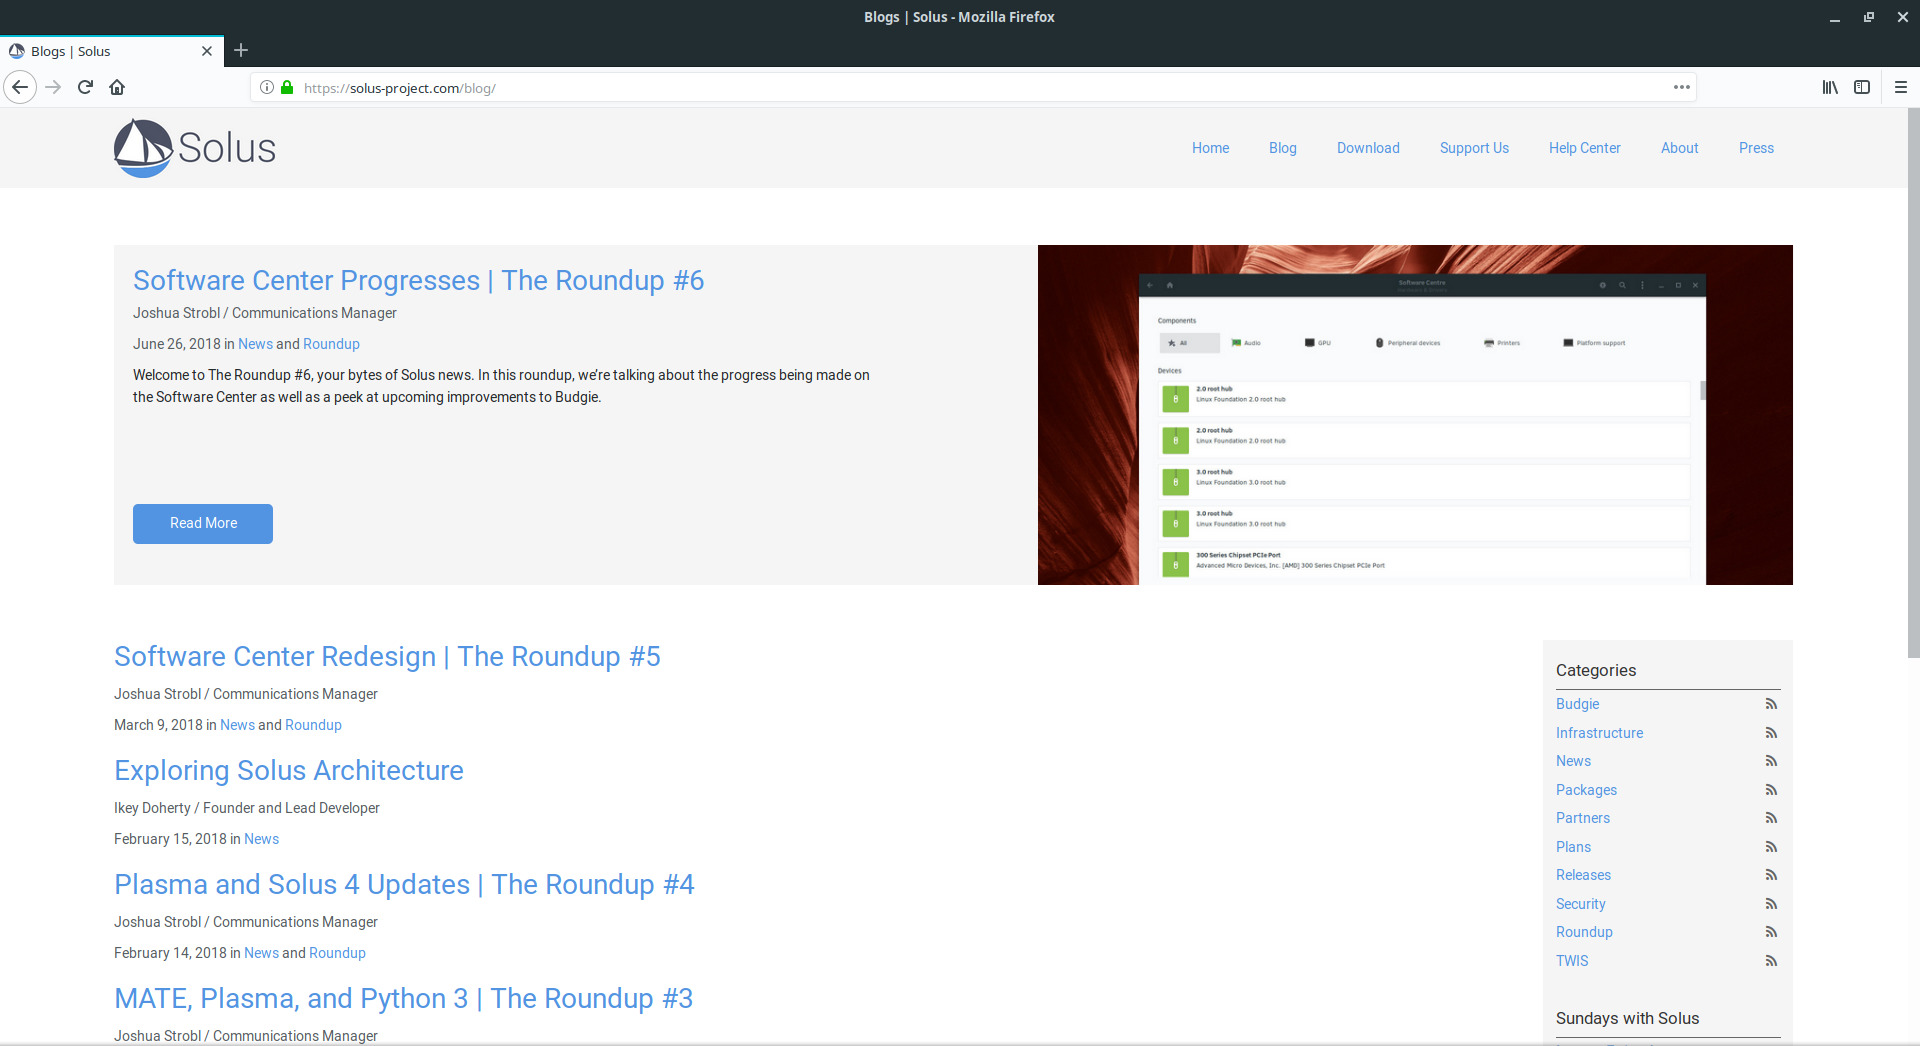 Blogs | Solus - Mozilla Firefox
Blogs | Solus
https://solus-project.com/blog/
Solus
Home Blog Download Support Us Help Center About Press
Software Center Progresses | The Roundup #6
Joshua Strobl / Communications Manager
June 26, 2018 in News and Roundup
Welcome to The Roundup #6, your bytes of Solus news. In this roundup, we’re talking about the progress being made on
the Software Center as well as a peek at upcoming improvements to Budgie.
Read More
Software Centre
Components
All Audio GPU Peripheral devices Printers Platform support
Devices
2.0 root hub
Linux Foundation 2.0 root hub
2.0 root hub
Linux Foundation 2.0 root hub
3.0 root hub
Linux Foundation 3.0 root hub
3.0 root hub
Linux Foundation 3.0 root hub
300 Series Chipset PCIe Port
Advanced Micro Devices, Inc. [AMD] 300 Series Chipset PCIe Port
Software Center Redesign | The Roundup #5
Joshua Strobl / Communications Manager
March 9, 2018 in News and Roundup
Exploring Solus Architecture
Ikey Doherty / Founder and Lead Developer
February 15, 2018 in News
Plasma and Solus 4 Updates | The Roundup #4
Joshua Strobl / Communications Manager
February 14, 2018 in News and Roundup
MATE, Plasma, and Python 3 | The Roundup #3
Joshua Strobl / Communications Manager
Categories
Budgie
Infrastructure
News
Packages
Partners
Plans
Releases
Security
Roundup
TWIS
Sundays with Solus